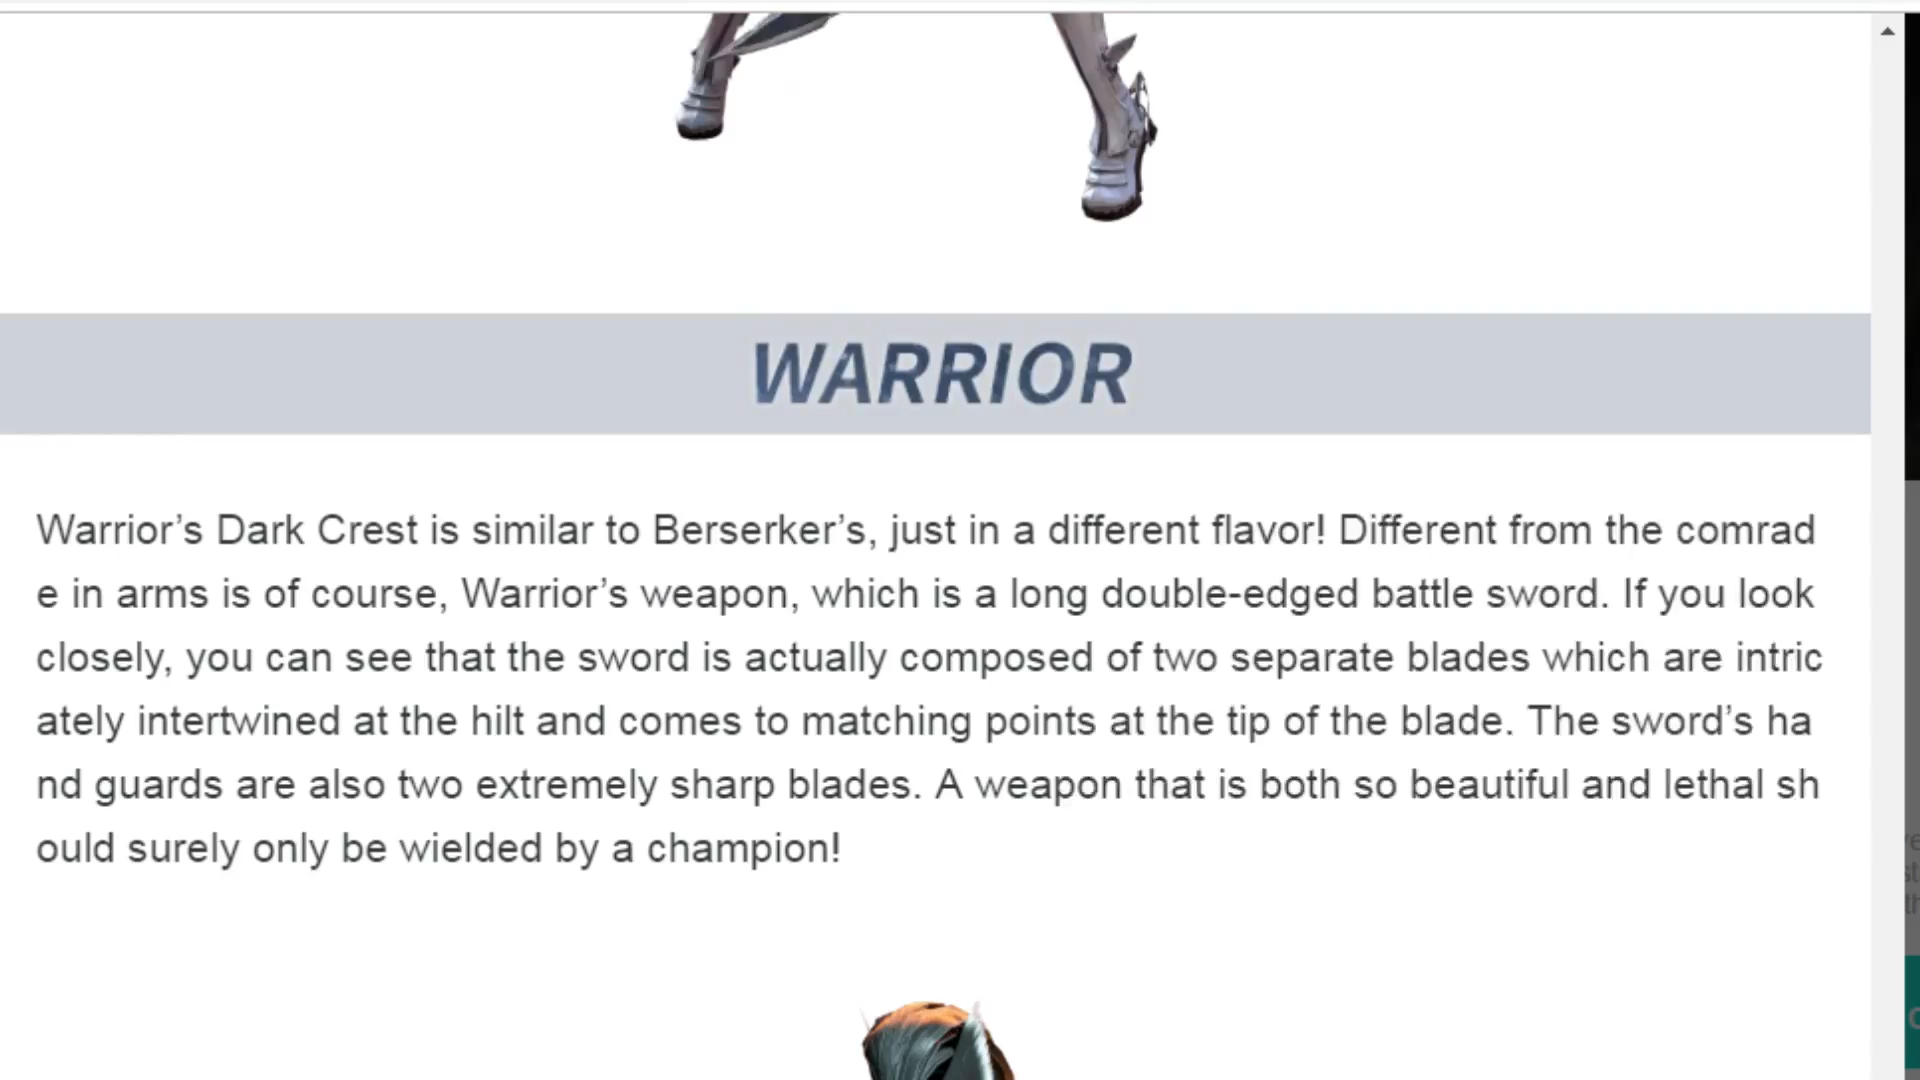 WARRIOR
Warrior’s Dark Crest is similar to Berserker’s, just in a different flavor! Different from the comrad
e in arms is of course, Warrior’s weapon, which is a long double-edged battle sword. If you look
closely, you can see that the sword is actually composed of two separate blades which are intric
ately intertwined at the hilt and comes to matching points at the tip of the blade. The sword’s ha
nd guards are also two extremely sharp blades. A weapon that is both so beautiful and lethal sh
ould surely only be wielded by a champion!